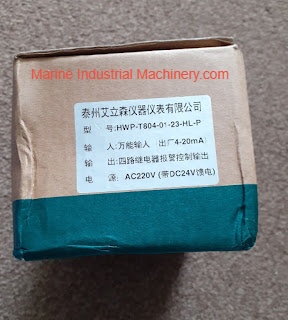 Marine Industrial Machinery.com
泰州艾立森仪器仪表有限公司
型 号:HWP-T804-01-23-HL-P
输 入:万能输入 出厂4-20mA
输 出:四路继电器报警控制输出
电 源: AC220V (带DC24V馈电)